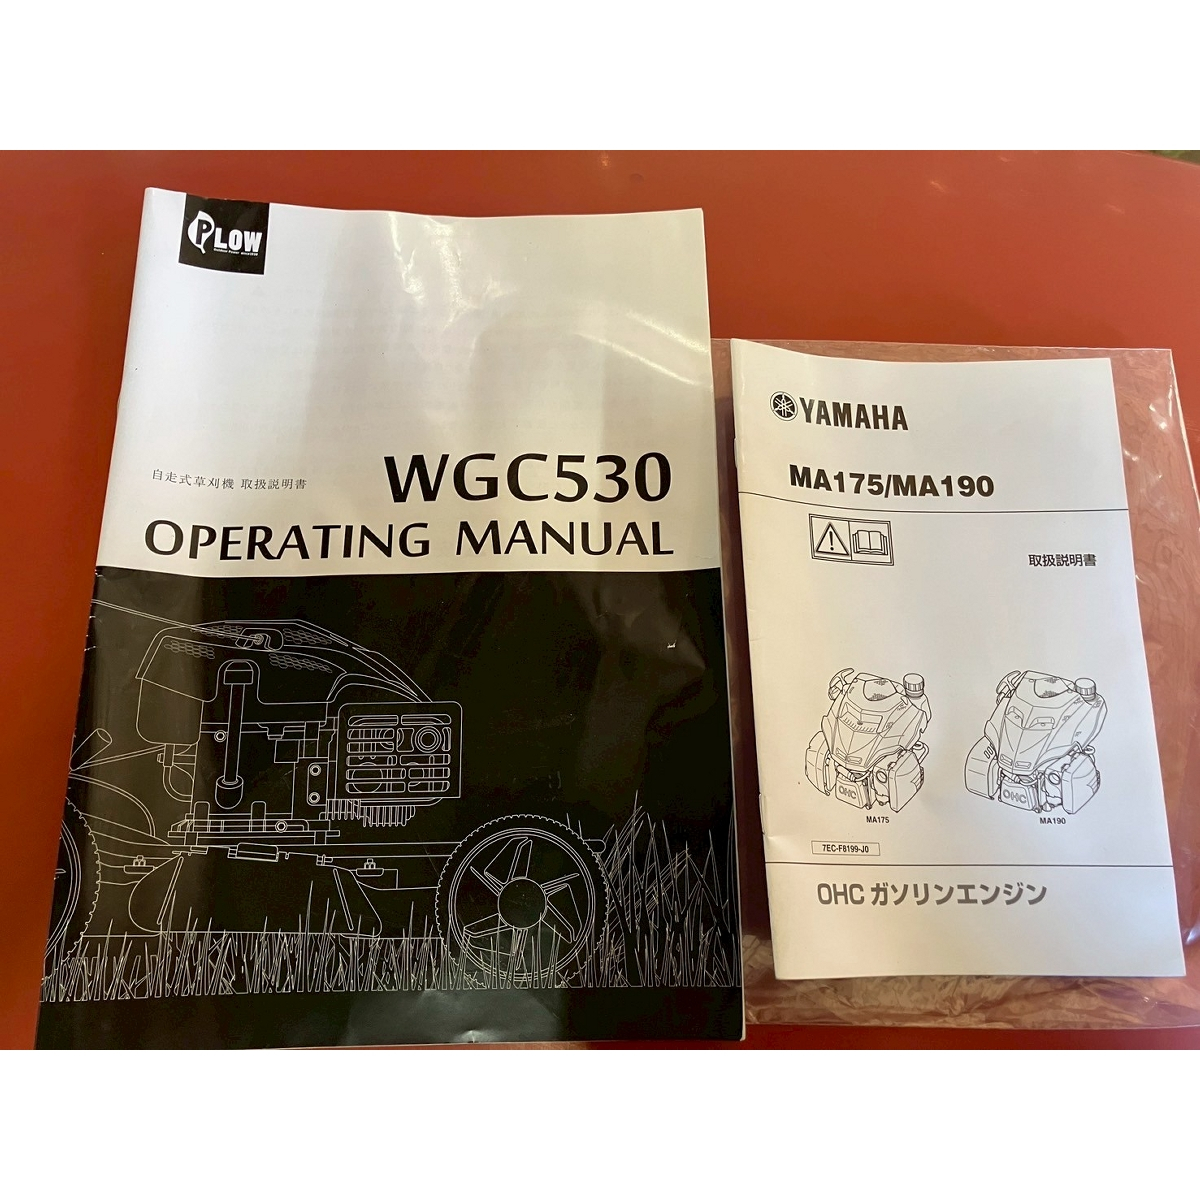 PLOW
WGC530
自走式草刈機 取扱説明書
OPERATING MANUAL
YAMAHA
MA175/MA190
取扱説明書
OHC
MA175
MA190
7EC-F8199-J0
OHC ガソリンエンジン